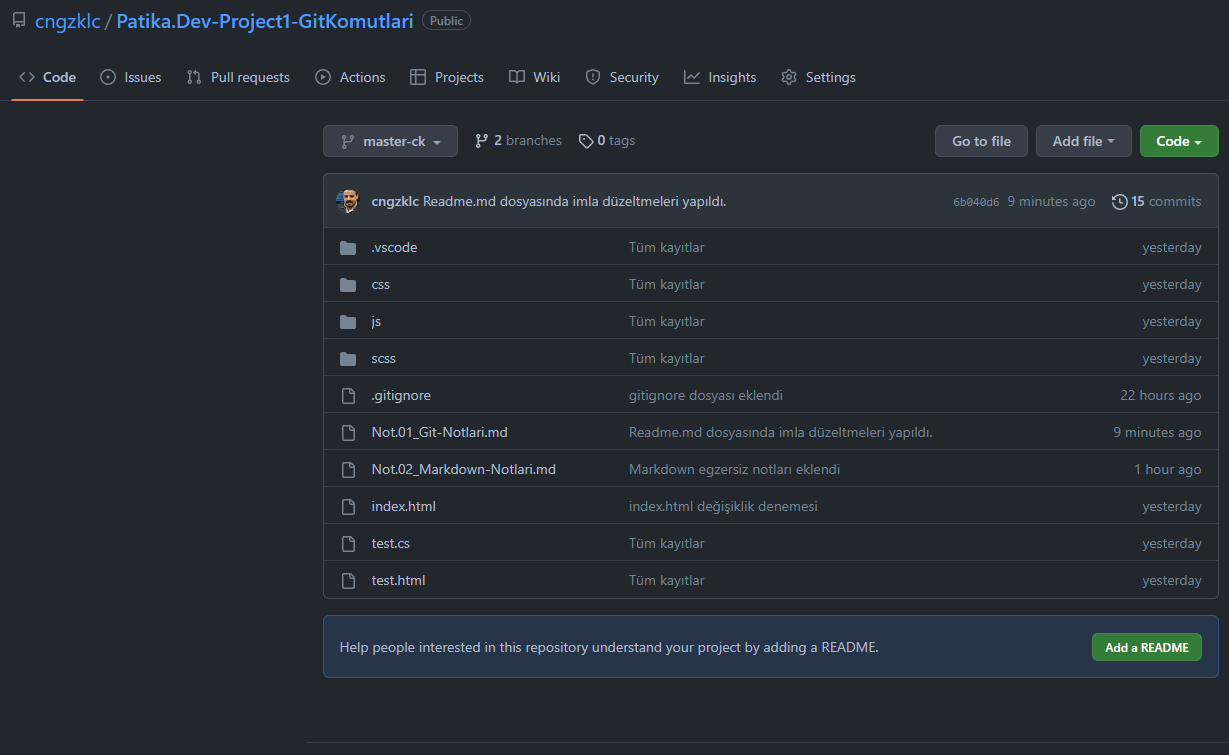 cngzklc / Patika.Dev-Project1-GitKomutlari Public
Code Issues Pull requests Actions Projects Wiki Security Insights Settings
master-ck 2 branches 0 tags Go to file Add file Code
cngzklc Readme.md dosyasında imla düzeltmeleri yapıldı. 6b040d6 9 minutes ago 15 commits
.vscode Tüm kayıtlar yesterday
css Tüm kayıtlar yesterday
js Tüm kayıtlar yesterday
scss Tüm kayıtlar yesterday
.gitignore gitignore dosyası eklendi 22 hours ago
Not.01_Git-Notlari.md Readme.md dosyasında imla düzeltmeleri yapıldı. 9 minutes ago
Not.02_Markdown-Notlari.md Markdown egzersiz notları eklendi 1 hour ago
index.html index.html değişiklik denemesi yesterday
test.cs Tüm kayıtlar yesterday
test.html Tüm kayıtlar yesterday
Help people interested in this repository understand your project by adding a README. Add a README